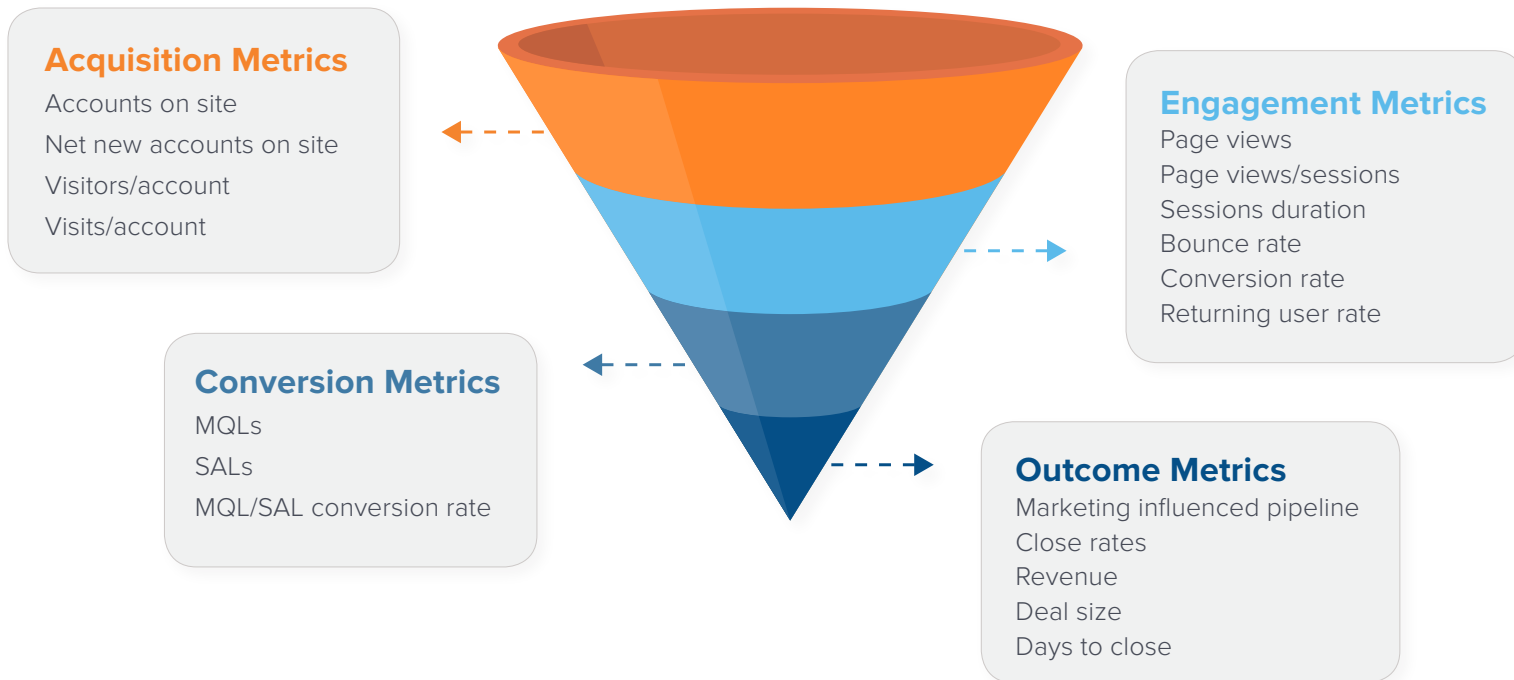 Acquisition Metrics
Accounts on site
Net new accounts on site
Visitors/account
Visits/account
Engagement Metrics
Page views
Page views/sessions
Sessions duration
Bounce rate
Conversion rate
Returning user rate
Conversion Metrics
MQLs
SALs
MQL/SAL conversion rate
Outcome Metrics
Marketing influenced pipeline
Close rates
Revenue
Deal size
Days to close